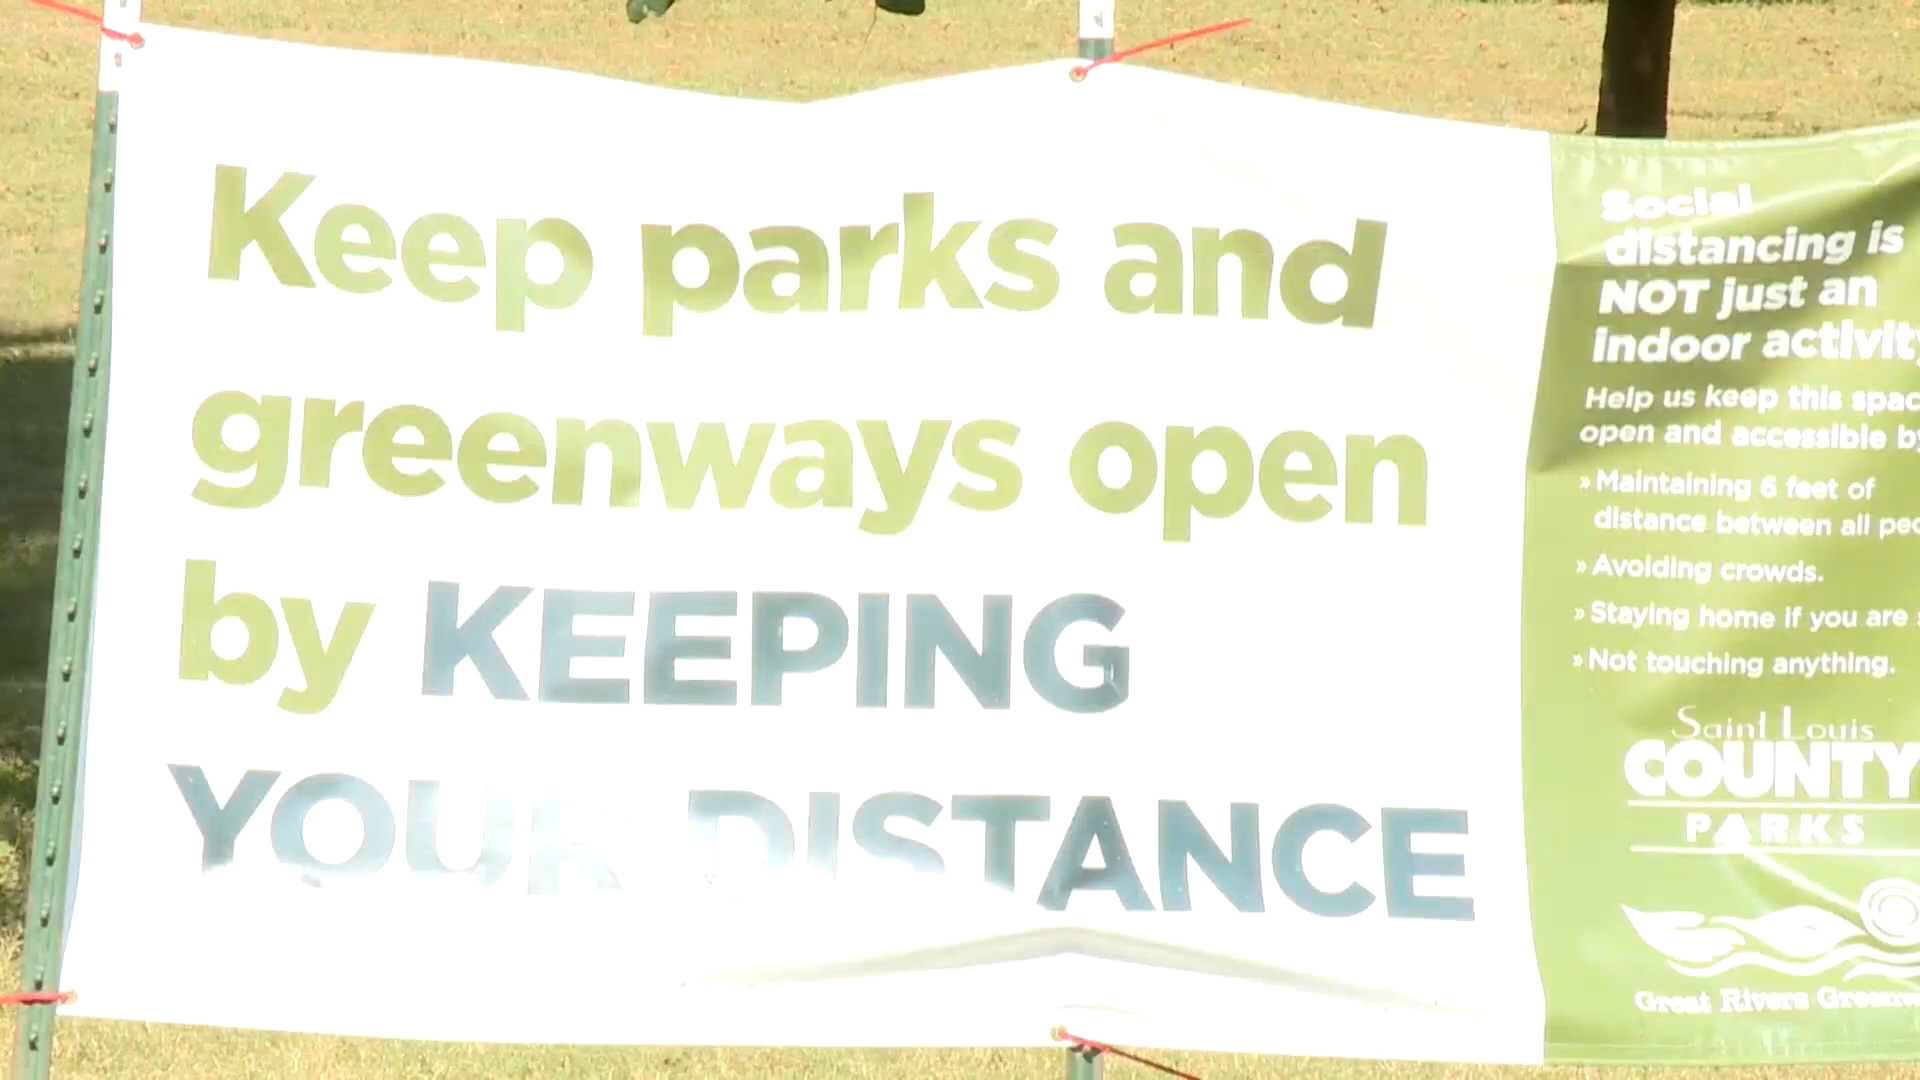 Keep parks and
greenways open
by KEEPING
YOUR DISTANCE
Social
distancing is
NOT just an
indoor activity
Help us keep this spac
open and accessible by
» Maintaining 6 feet of
distance between all peo
» Avoiding crowds.
» Staying home if you are
» Not touching anything.
Saint Louis
COUNTY
PARKS
Great Rivers Greenw